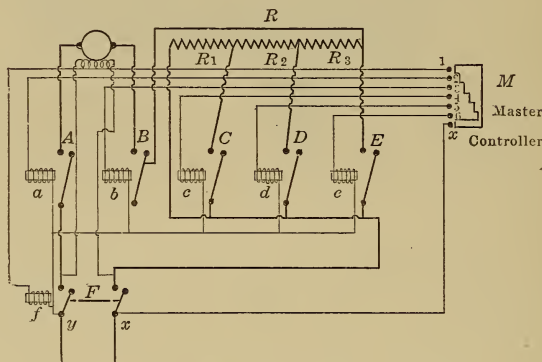 R
R1 R2 R3
1
M
Master
Controller
x
A B C D E
a b c d e
F
f y x